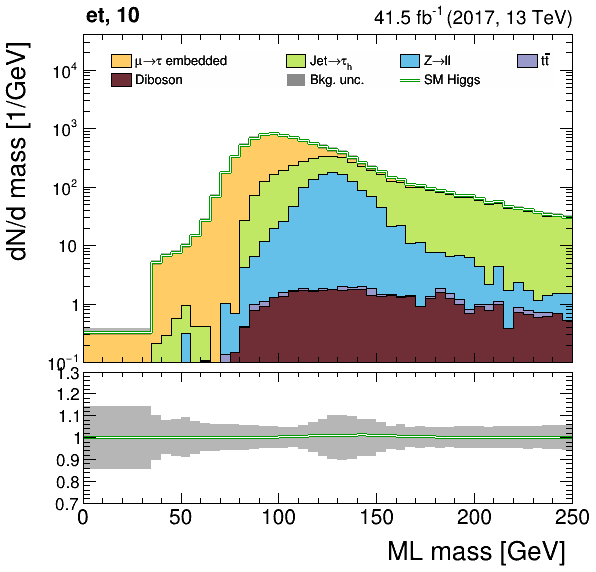 et, 10 41.5 fb⁻¹ (2017, 13 TeV)
μ→τ embedded Jet→τₕ Z→ll tt̄
Diboson Bkg. unc. SM Higgs
dN/d mass [1/GeV]
10⁴
10³
10²
10
1
10⁻¹
1.3
1.2
1.1
1
0.9
0.8
0.7
0 50 100 150 200 250
ML mass [GeV]